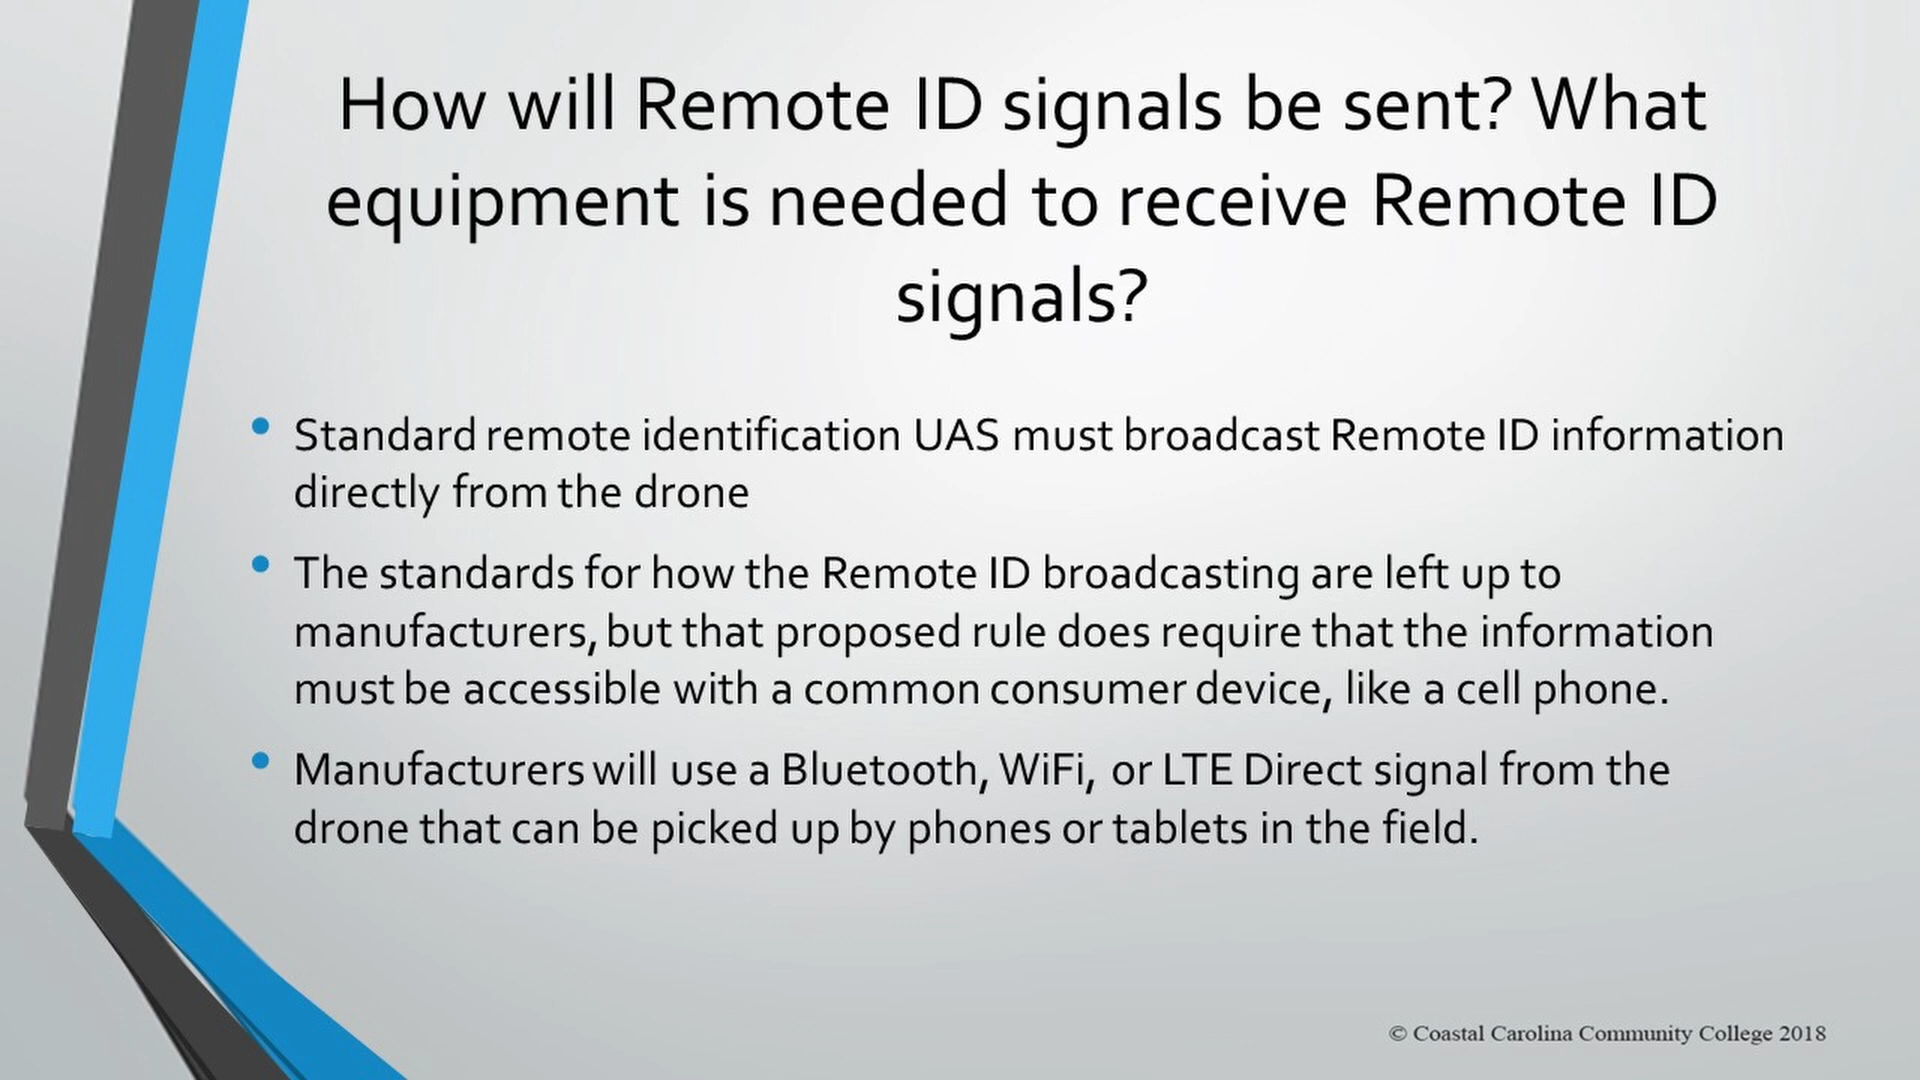 How will Remote ID signals be sent? What
equipment is needed to receive Remote ID
signals?
• Standard remote identification UAS must broadcast Remote ID information
directly from the drone
• The standards for how the Remote ID broadcasting are left up to
manufacturers, but that proposed rule does require that the information
must be accessible with a common consumer device, like a cell phone.
• Manufacturers will use a Bluetooth, WiFi, or LTE Direct signal from the
drone that can be picked up by phones or tablets in the field.
© Coastal Carolina Community College 2018